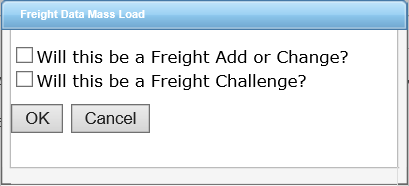 Freight Data Mass Load
Will this be a Freight Add or Change?
Will this be a Freight Challenge?
OK Cancel